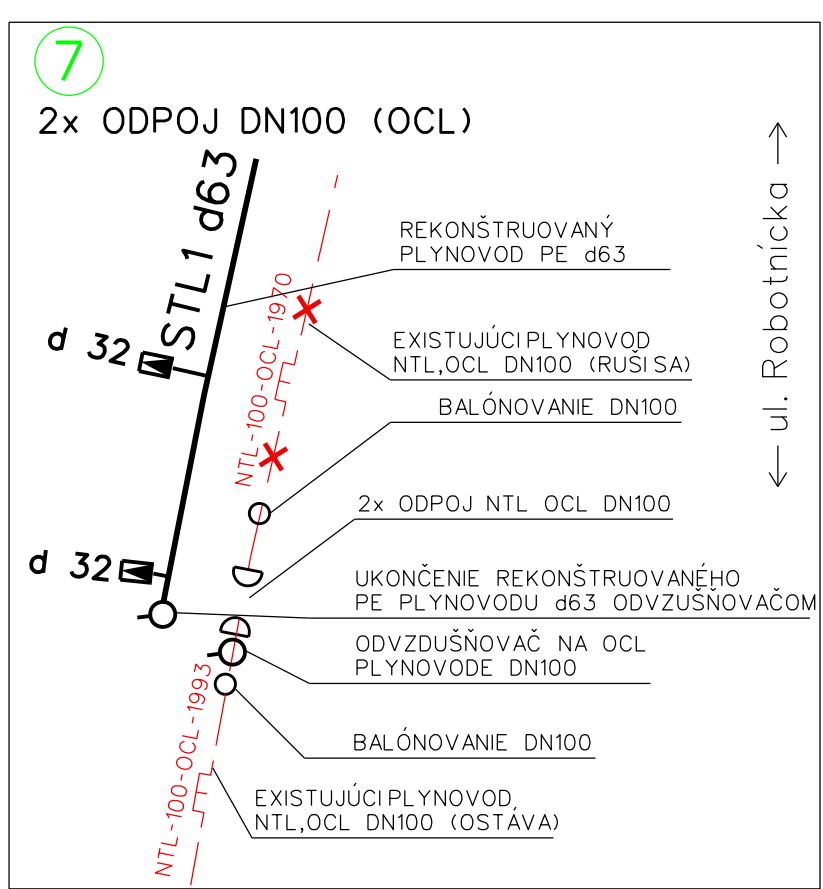 7
2x ODPOJ DN100 (OCL)
STL1 d63
REKONŠTRUOVANÝ
PLYNOVOD PE d63
← ul. Robotnícka →
NTL-100-OCL-1970
d 32
EXISTUJÚCI PLYNOVOD
NTL,OCL DN100 (RUŠI SA)
BALÓNOVANIE DN100
2x ODPOJ NTL OCL DN100
d 32
UKONČENIE REKONŠTRUOVANÉHO
PE PLYNOVODU d63 ODVZUŠŇOVAČOM
ODVZDUŠŇOVAČ NA OCL
PLYNOVODE DN100
NTL-100-OCL-1993
BALÓNOVANIE DN100
EXISTUJÚCI PLYNOVOD
NTL,OCL DN100 (OSTÁVA)